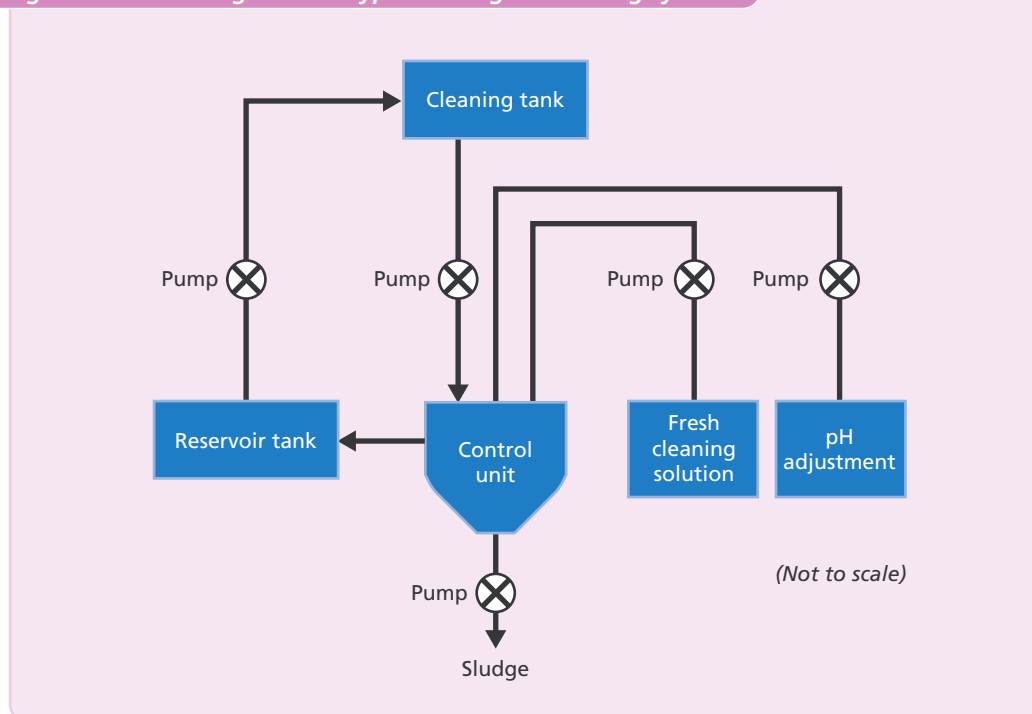 Cleaning tank
Pump
Pump
Pump
Pump
Reservoir tank
Control
unit
Fresh
cleaning
solution
pH
adjustment
(Not to scale)
Pump
Sludge